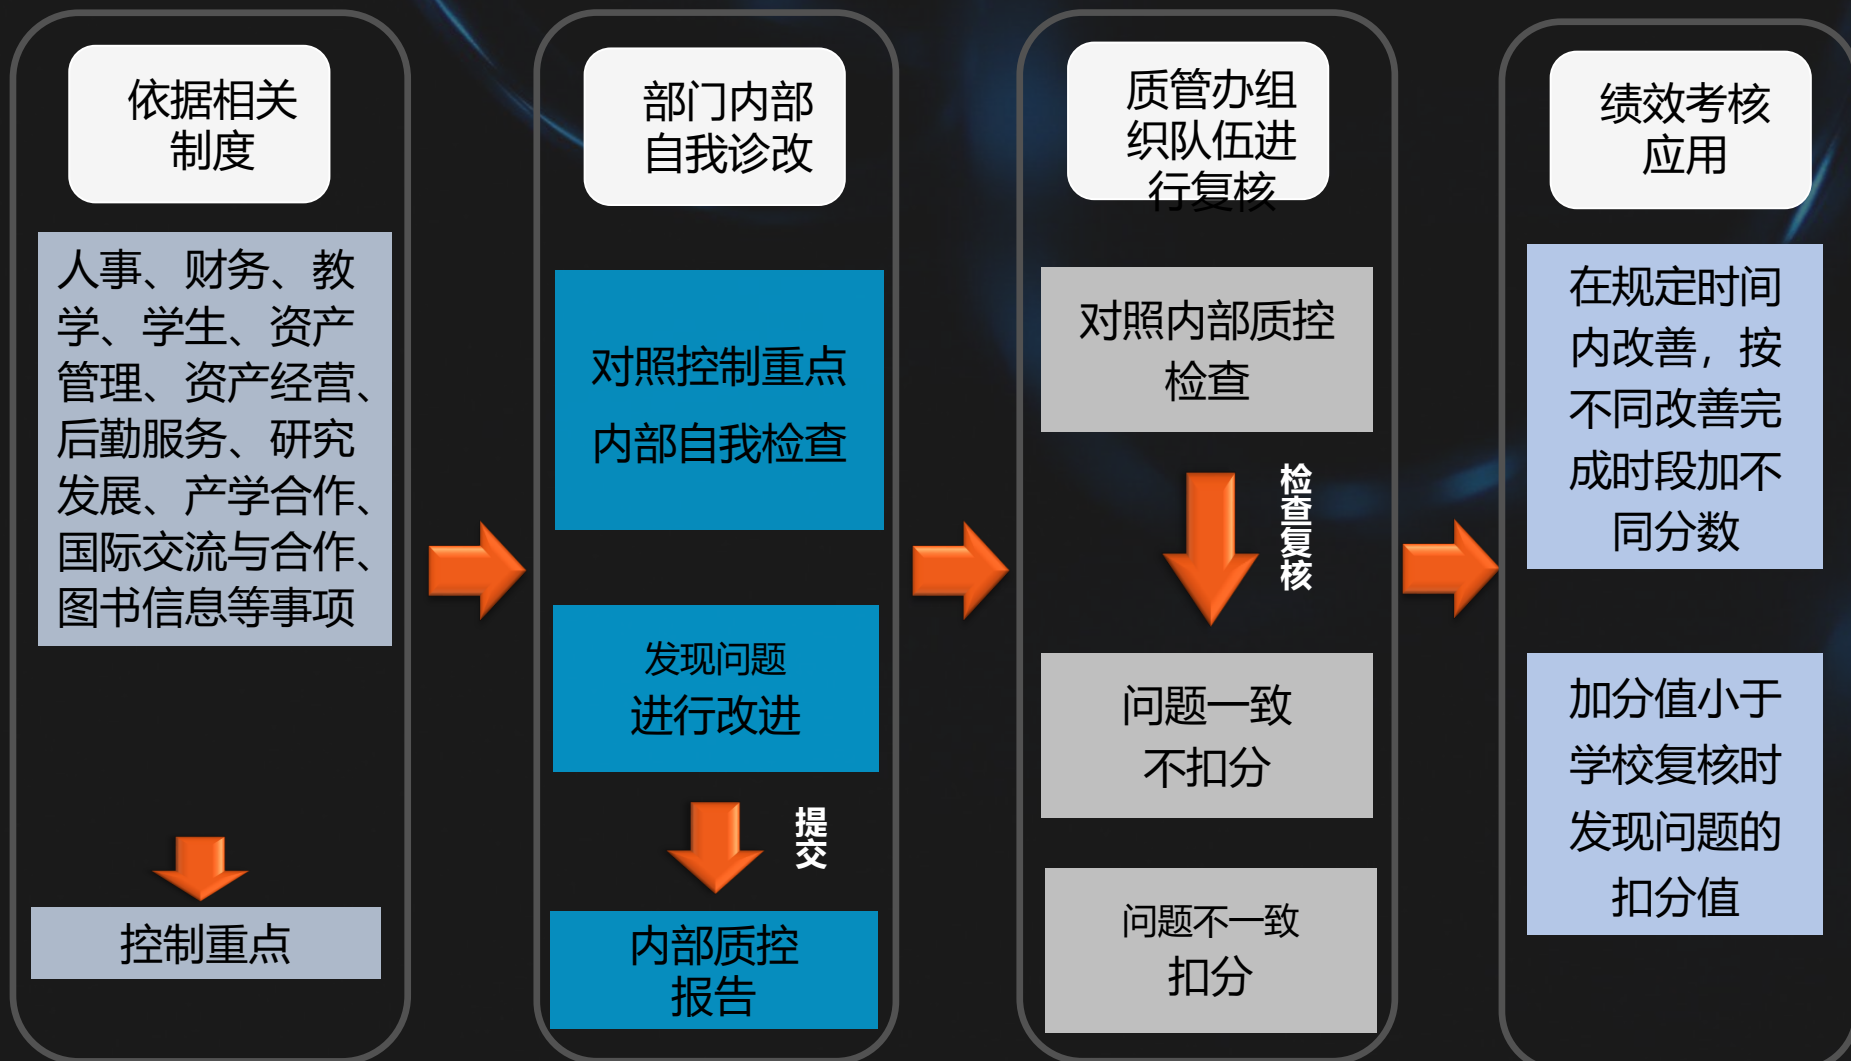 依据相关
制度
人事、财务、教
学、学生、资产
管理、资产经营、
后勤服务、研究
发展、产学合作、
国际交流与合作、
图书信息等事项
控制重点
部门内部
自我诊改
对照控制重点
内部自我检查
发现问题
进行改进
提交
内部质控
报告
质管办组
织队伍进
行复核
对照内部质控
检查
检查复核
问题一致
不扣分
问题不一致
扣分
绩效考核
应用
在规定时间
内改善，按
不同改善完
成时段加不
同分数
加分值小于
学校复核时
发现问题的
扣分值